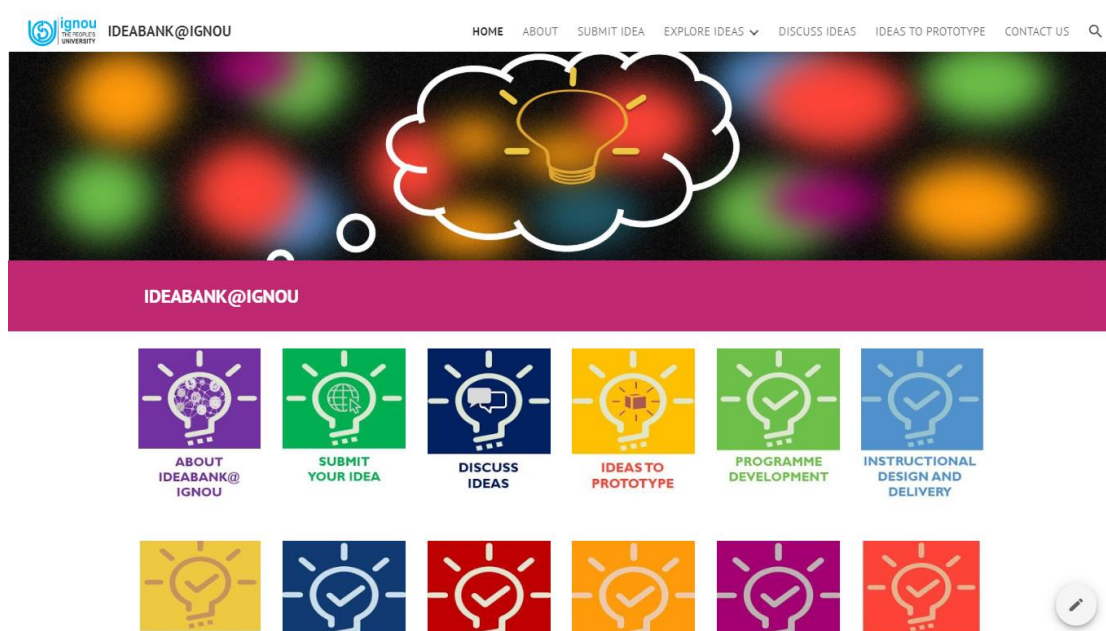 ignou
THE PEOPLE'S
UNIVERSITY
IDEABANK@IGNOU
HOME
ABOUT
SUBMIT IDEA
EXPLORE IDEAS
DISCUSS IDEAS
IDEAS TO PROTOTYPE
CONTACT US
IDEABANK@IGNOU
ABOUT
IDEABANK@
IGNOU
SUBMIT
YOUR IDEA
DISCUSS
IDEAS
IDEAS TO
PROTOTYPE
PROGRAMME
DEVELOPMENT
INSTRUCTIONAL
DESIGN AND
DELIVERY